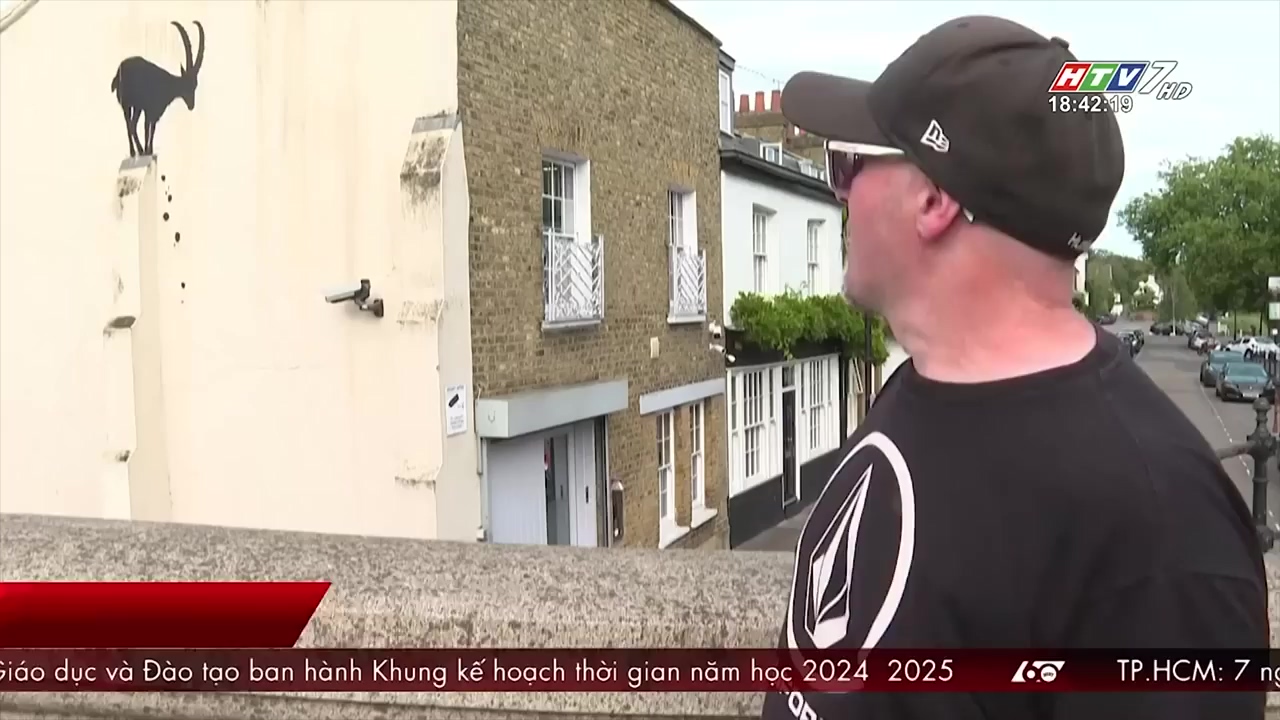 HTV7 HD
18:42:19
Giáo dục và Đào tạo ban hành Khung kế hoạch thời gian năm học 2024 2025
TP.HCM: 7